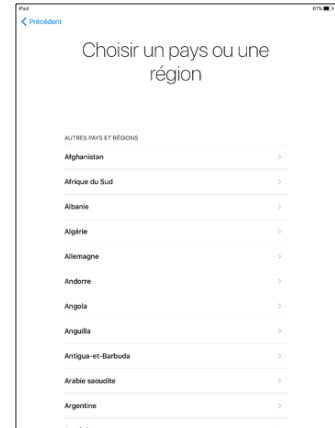 iPad 61%
Précédent
Choisir un pays ou une
région
AUTRES PAYS ET RÉGIONS
Afghanistan
Afrique du Sud
Albanie
Algérie
Allemagne
Andorre
Angola
Anguilla
Antigua-et-Barbuda
Arabie saoudite
Argentine